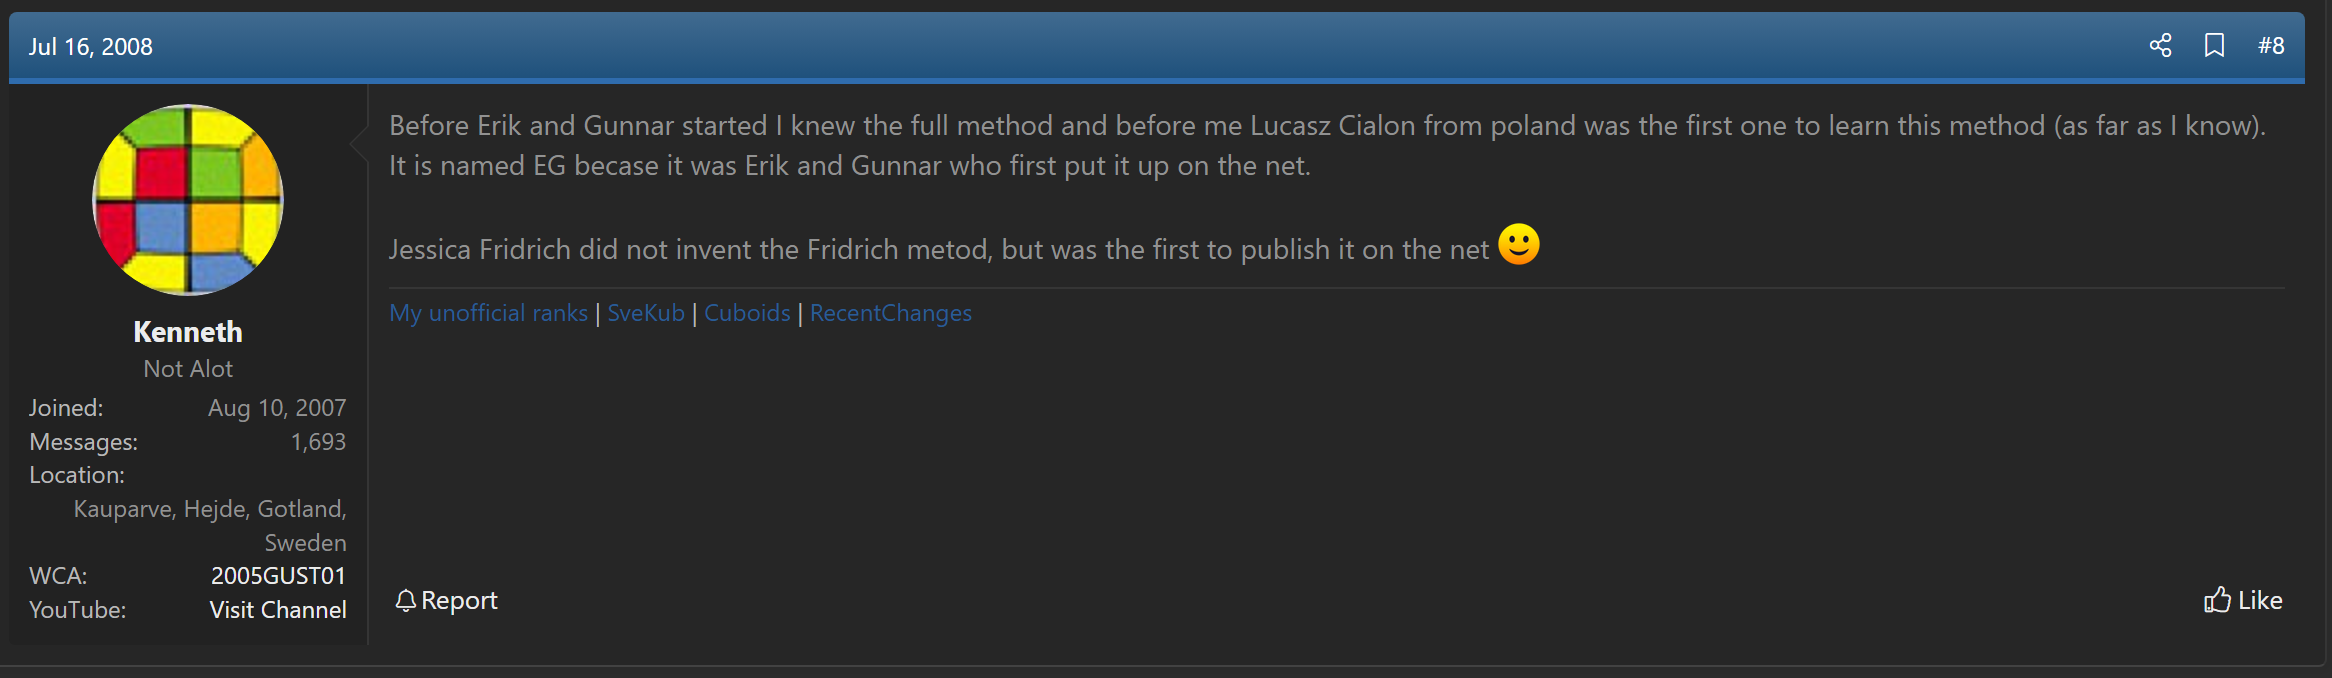 Jul 16, 2008
#8
Kenneth
Not Alot
Joined: Aug 10, 2007
Messages: 1,693
Location:
Kauparve, Hejde, Gotland,
Sweden
WCA: 2005GUST01
YouTube: Visit Channel
Before Erik and Gunnar started I knew the full method and before me Lucasz Cialon from poland was the first one to learn this method (as far as I know).
It is named EG becase it was Erik and Gunnar who first put it up on the net.
Jessica Fridrich did not invent the Fridrich metod, but was the first to publish it on the net
My unofficial ranks | SveKub | Cuboids | RecentChanges
Report
Like